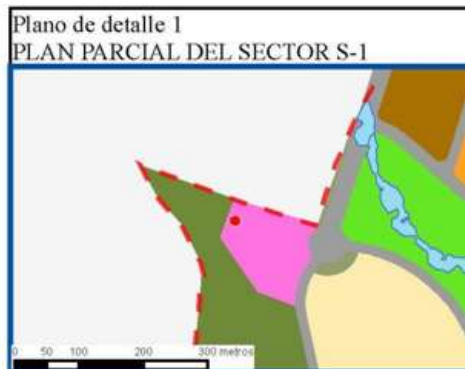 Plano de detalle 1
PLAN PARCIAL DEL SECTOR S-1
0 50 100 200 300 metros